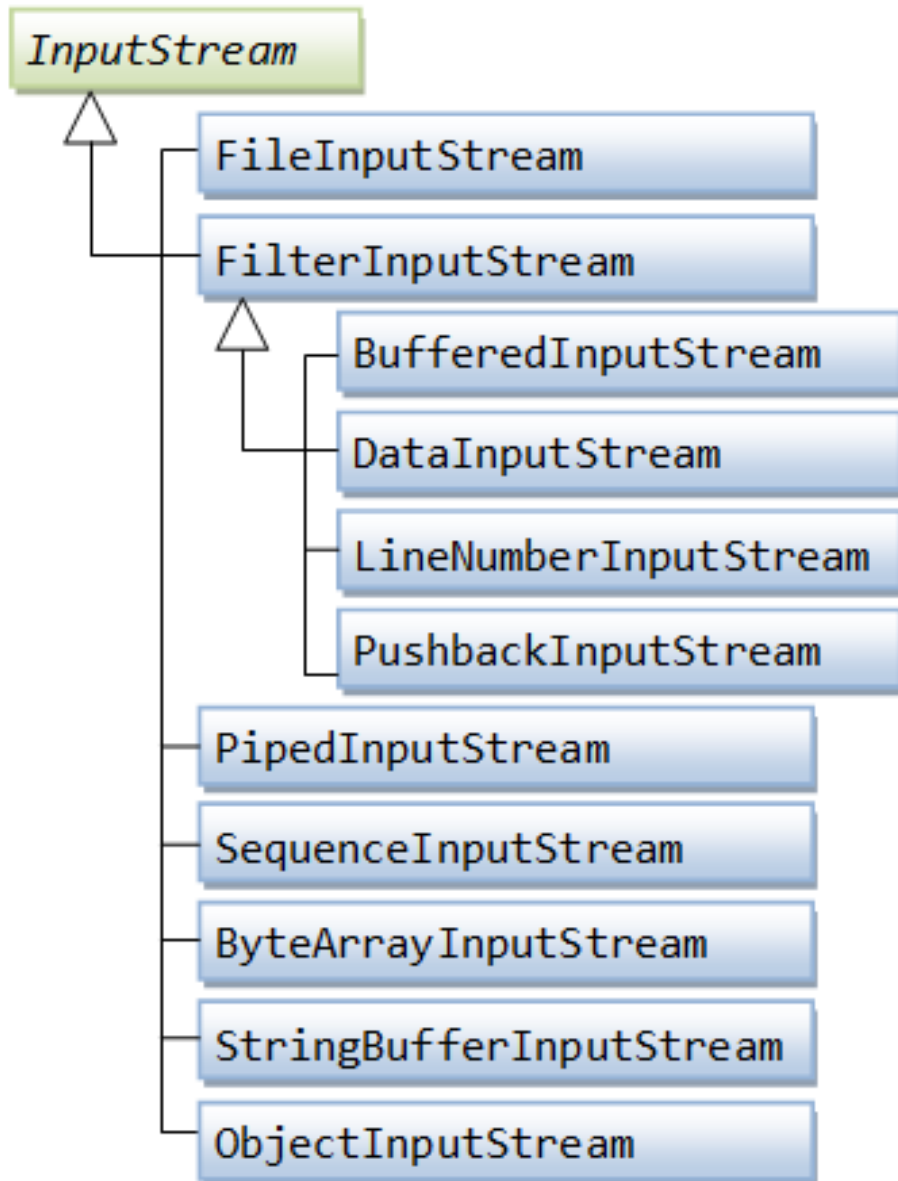 InputStream
FileInputStream
FilterInputStream
BufferedInputStream
DataInputStream
LineNumberInputStream
PushbackInputStream
PipedInputStream
SequenceInputStream
ByteArrayInputStream
StringBufferInputStream
ObjectInputStream